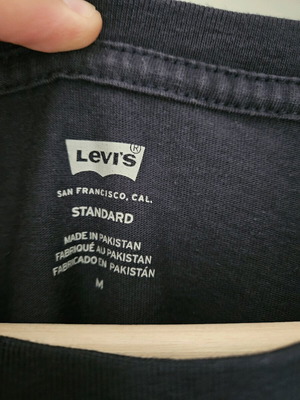 LEVI'S®
SAN FRANCISCO, CAL.
STANDARD
MADE IN PAKISTAN
FABRIQUÉ AU PAKISTAN
FABRICADO EN PAKISTÁN
M